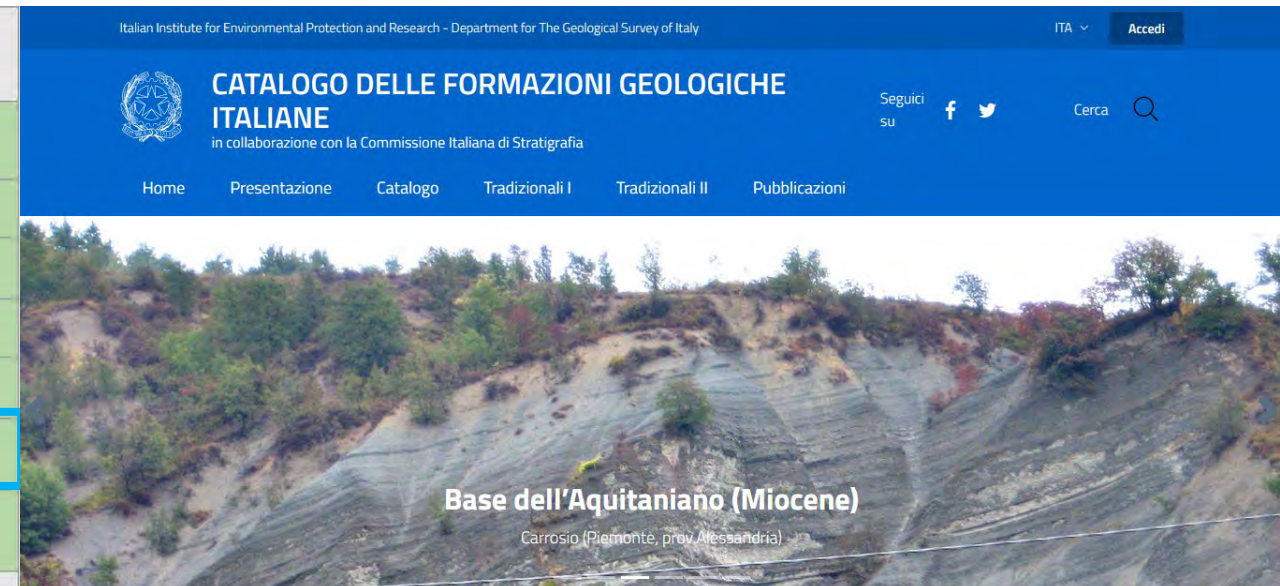 Italian Institute for Environmental Protection and Research - Department for The Geological Survey of Italy
ITA
Accedi
CATALOGO DELLE FORMAZIONI GEOLOGICHE
ITALIANE
in collaborazione con la Commissione Italiana di Stratigrafia
Seguici
su
Cerca
Home Presentazione Catalogo Tradizionali I Tradizionali II Pubblicazioni
Base dell'Aquitaniano (Miocene)
Carrosio (Piemonte, prov.Alessandria)